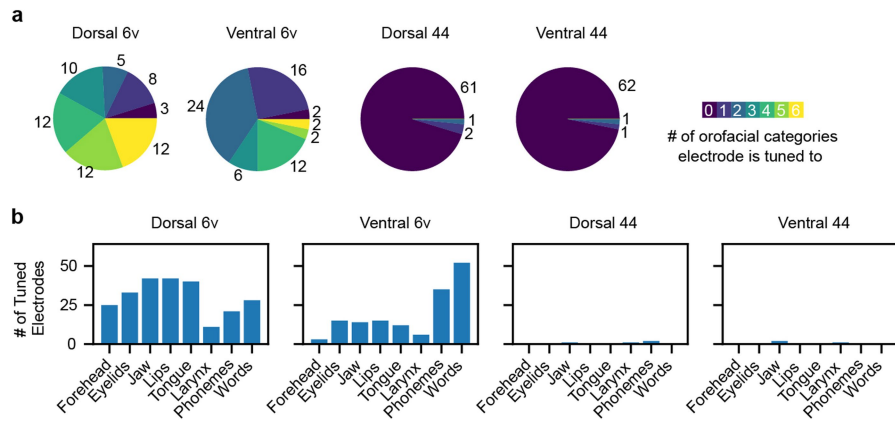 a
Dorsal 6v
Ventral 6v
Dorsal 44
Ventral 44
5
8
3
12
12
12
10
16
2
2
2
12
6
24
61
1
2
62
1
1
0 1 2 3 4 5 6
# of orofacial categories
electrode is tuned to
b
Dorsal 6v
Ventral 6v
Dorsal 44
Ventral 44
# of Tuned
Electrodes
50
25
0
Forehead
Eyelids
Jaw
Lips
Tongue
Larynx
Phonemes
Words
Forehead
Eyelids
Jaw
Lips
Tongue
Larynx
Phonemes
Words
Forehead
Eyelids
Jaw
Lips
Tongue
Larynx
Phonemes
Words
Forehead
Eyelids
Jaw
Lips
Tongue
Larynx
Phonemes
Words